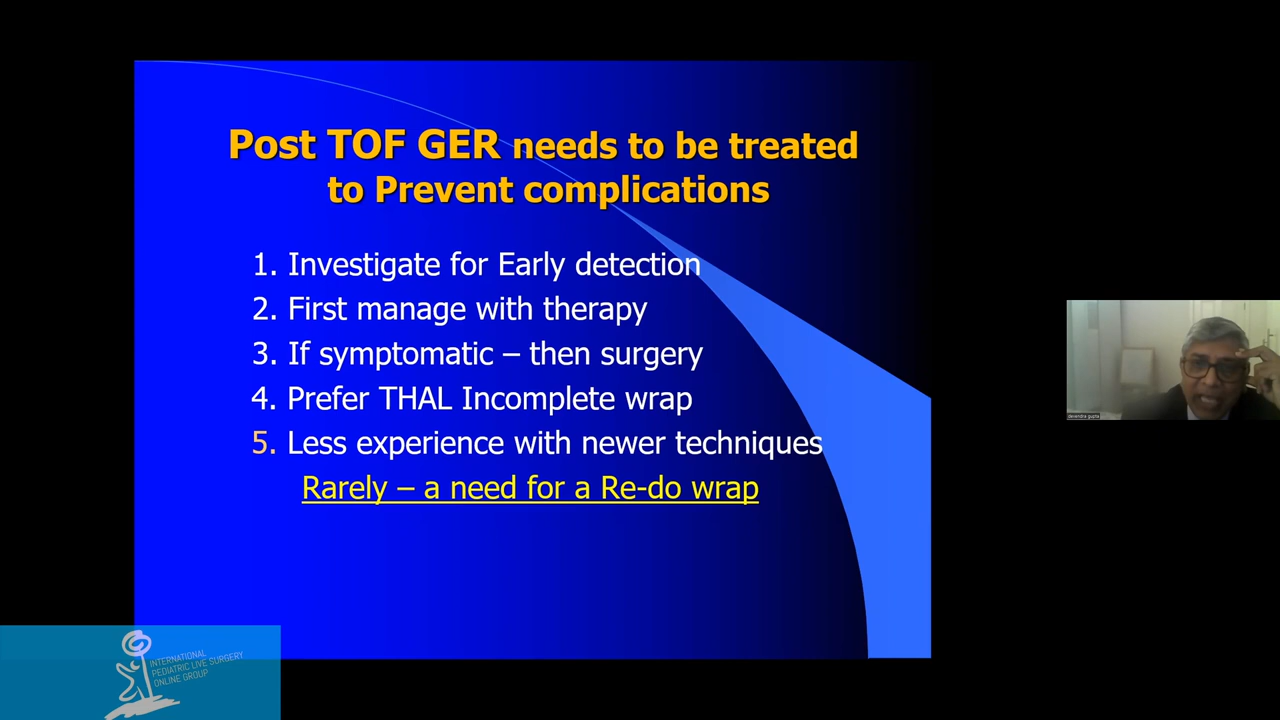 Post TOF GER needs to be treated
to Prevent complications
1. Investigate for Early detection
2. First manage with therapy
3. If symptomatic – then surgery
4. Prefer THAL Incomplete wrap
5. Less experience with newer techniques
Rarely – a need for a Re-do wrap
devendra gupta
INTERNATIONAL
PEDIATRIC LIVE SURGERY
ONLINE GROUP